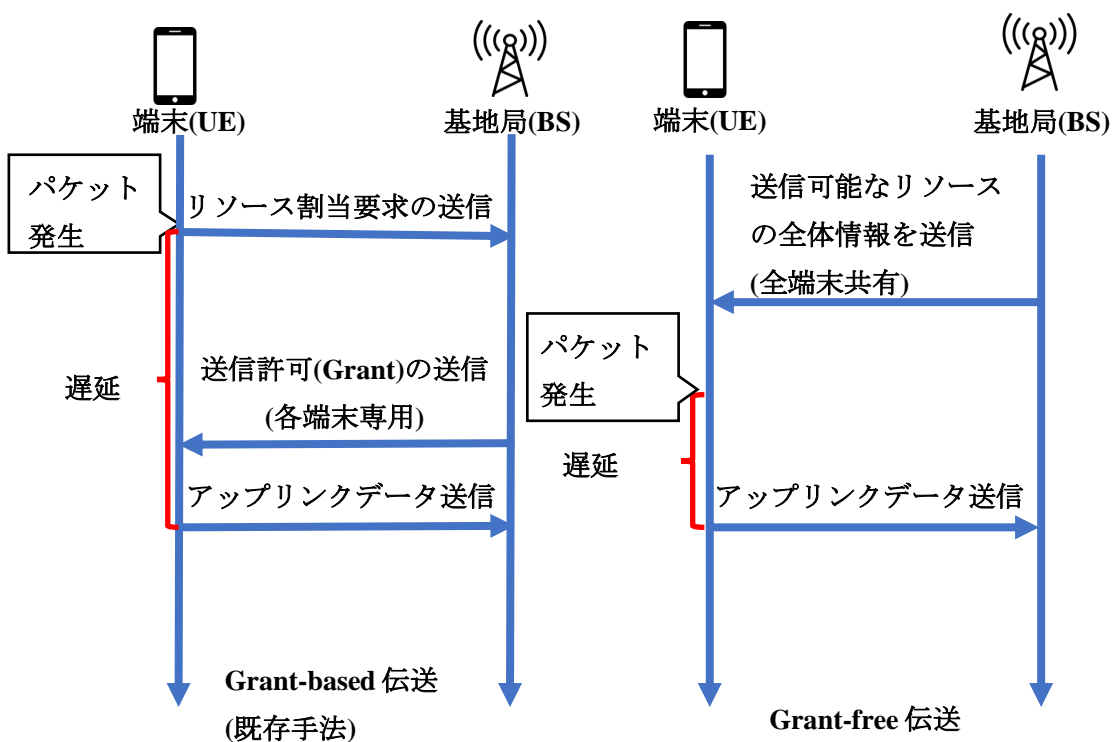 端末(UE)
基地局(BS)
パケット
発生
リソース割当要求の送信
遅延
送信許可(Grant)の送信
(各端末専用)
アップリンクデータ送信
Grant-based 伝送
(既存手法)
端末(UE)
基地局(BS)
送信可能なリソース
の全体情報を送信
(全端末共有)
パケット
発生
遅延
アップリンクデータ送信
Grant-free 伝送